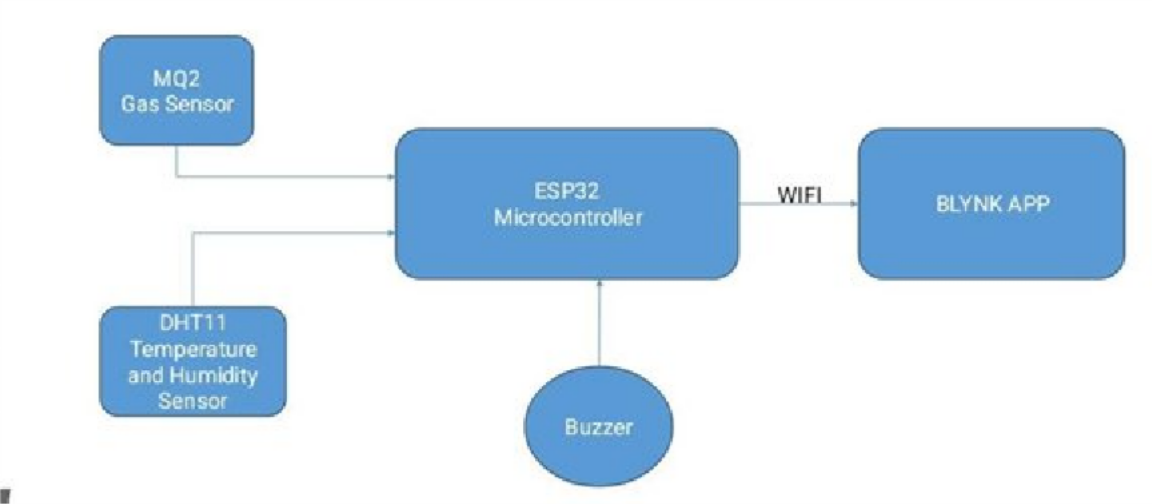 MQ2
Gas Sensor
ESP32
Microcontroller
WIFI
BLYNK APP
DHT11
Temperature
and Humidity
Sensor
Buzzer